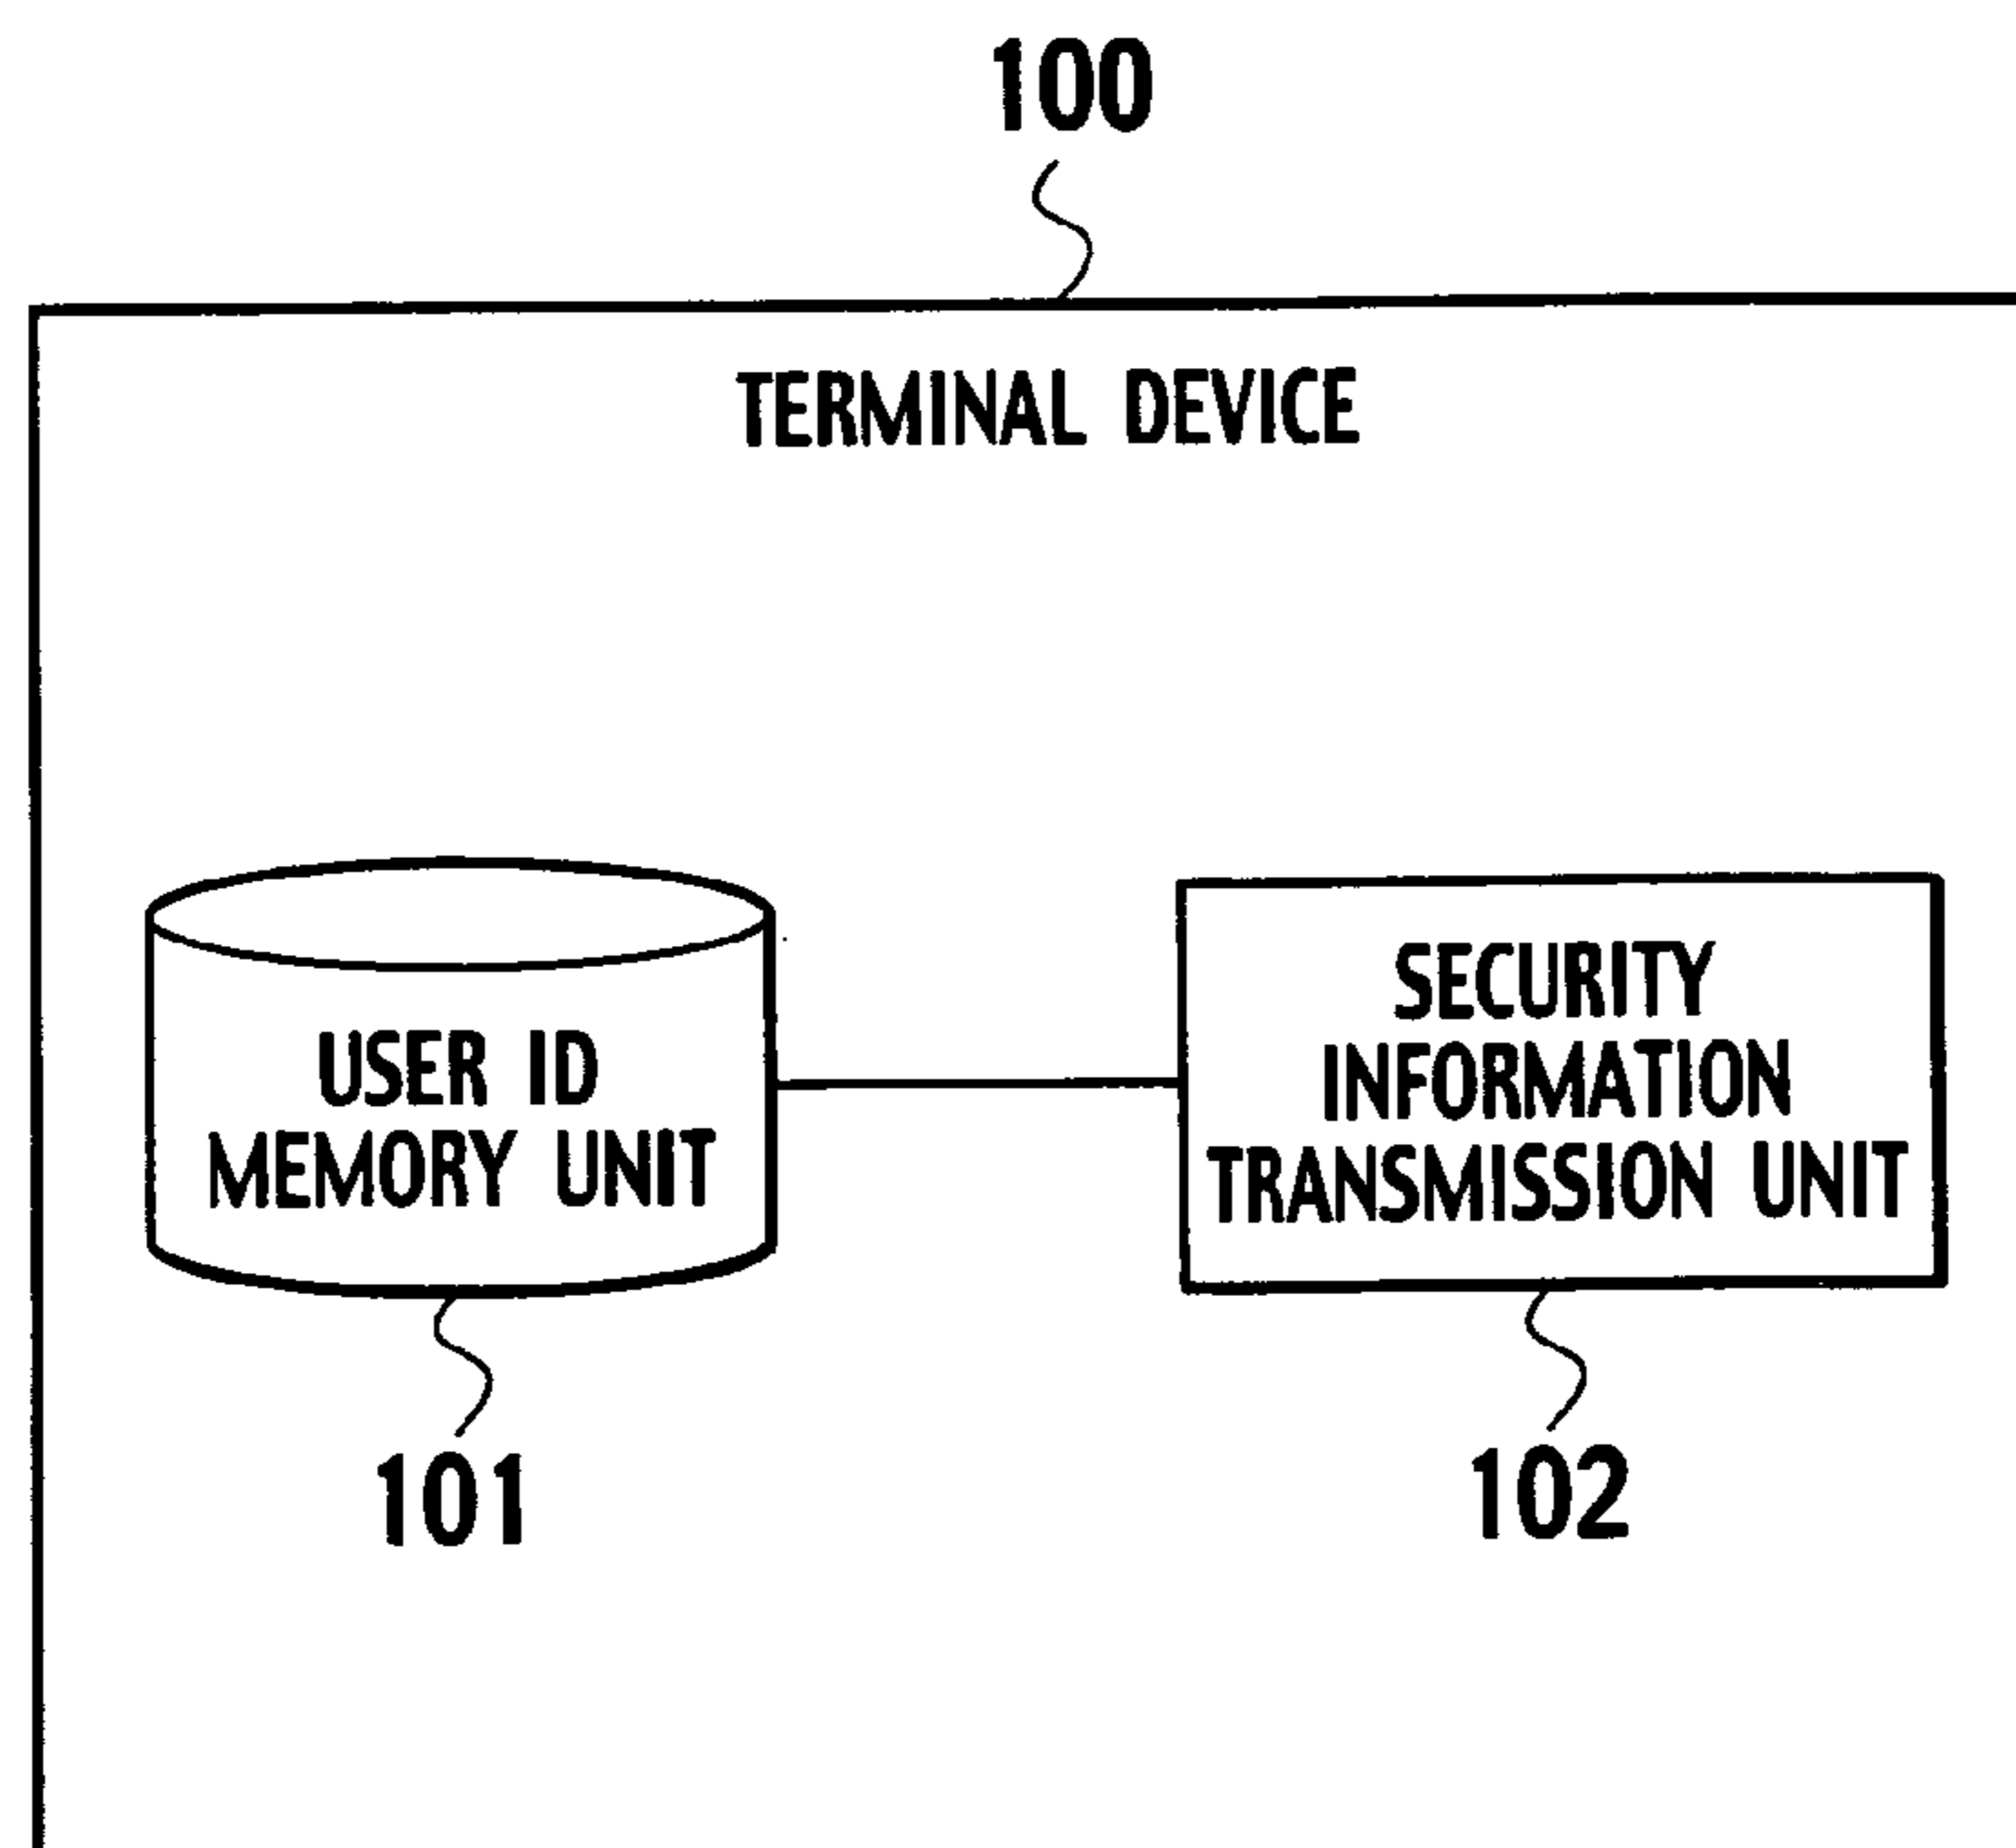 100
TERMINAL DEVICE
USER ID
MEMORY UNIT
SECURITY
INFORMATION
TRANSMISSION UNIT
101
102